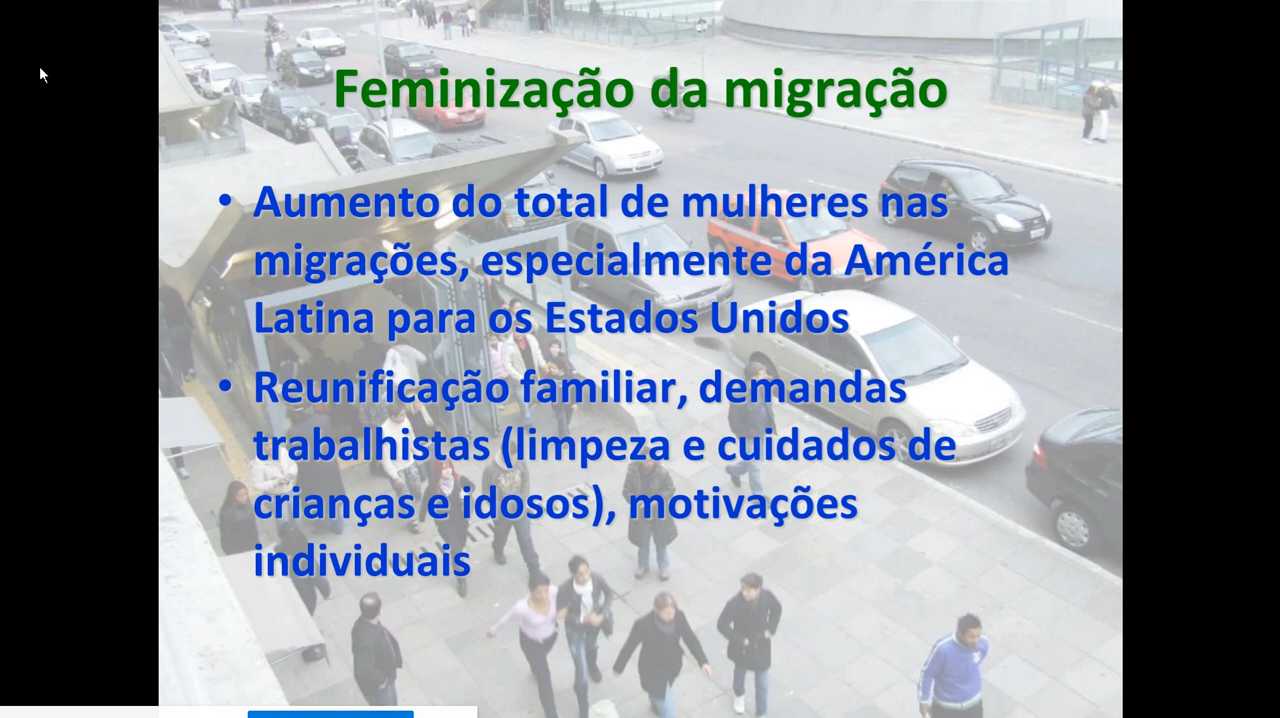 Feminização da migração
• Aumento do total de mulheres nas
migrações, especialmente da América
Latina para os Estados Unidos
• Reunificação familiar, demandas
trabalhistas (limpeza e cuidados de
crianças e idosos), motivações
individuais